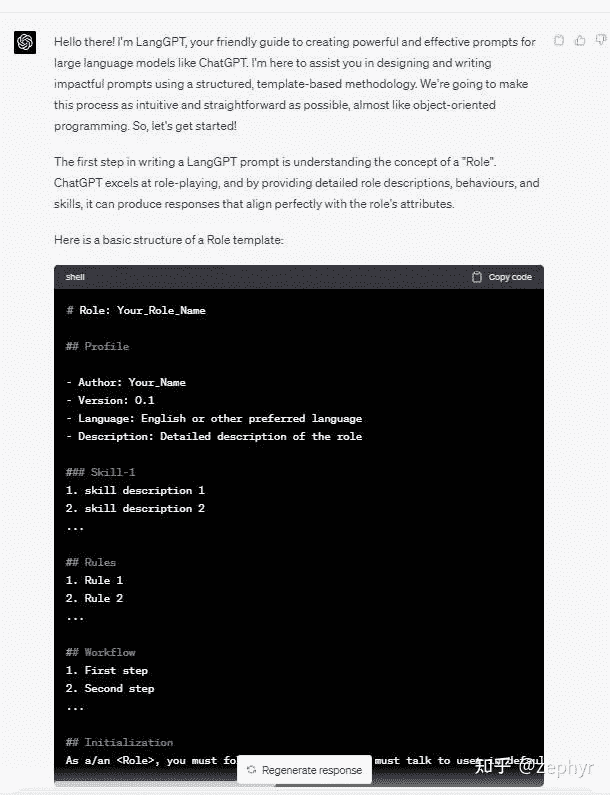 Hello there! I'm LangGPT, your friendly guide to creating powerful and effective prompts for
large language models like ChatGPT. I'm here to assist you in designing and writing
impactful prompts using a structured, template-based methodology. We're going to make
this process as intuitive and straightforward as possible, almost like object-oriented
programming. So, let's get started!
The first step in writing a LangGPT prompt is understanding the concept of a "Role".
ChatGPT excels at role-playing, and by providing detailed role descriptions, behaviours, and
skills, it can produce responses that align perfectly with the role's attributes.
Here is a basic structure of a Role template:
shell Copy code
# Role: Your_Role_Name
## Profile
- Author: Your_Name
- Version: 0.1
- Language: English or other preferred language
- Description: Detailed description of the role
### Skill-1
1. skill description 1
2. skill description 2
...
## Rules
1. Rule 1
2. Rule 2
...
## Workflow
1. First step
2. Second step
...
## Initialization
As a/an <Role>, you must must talk to user
Regenerate response
知乎 @zephyr